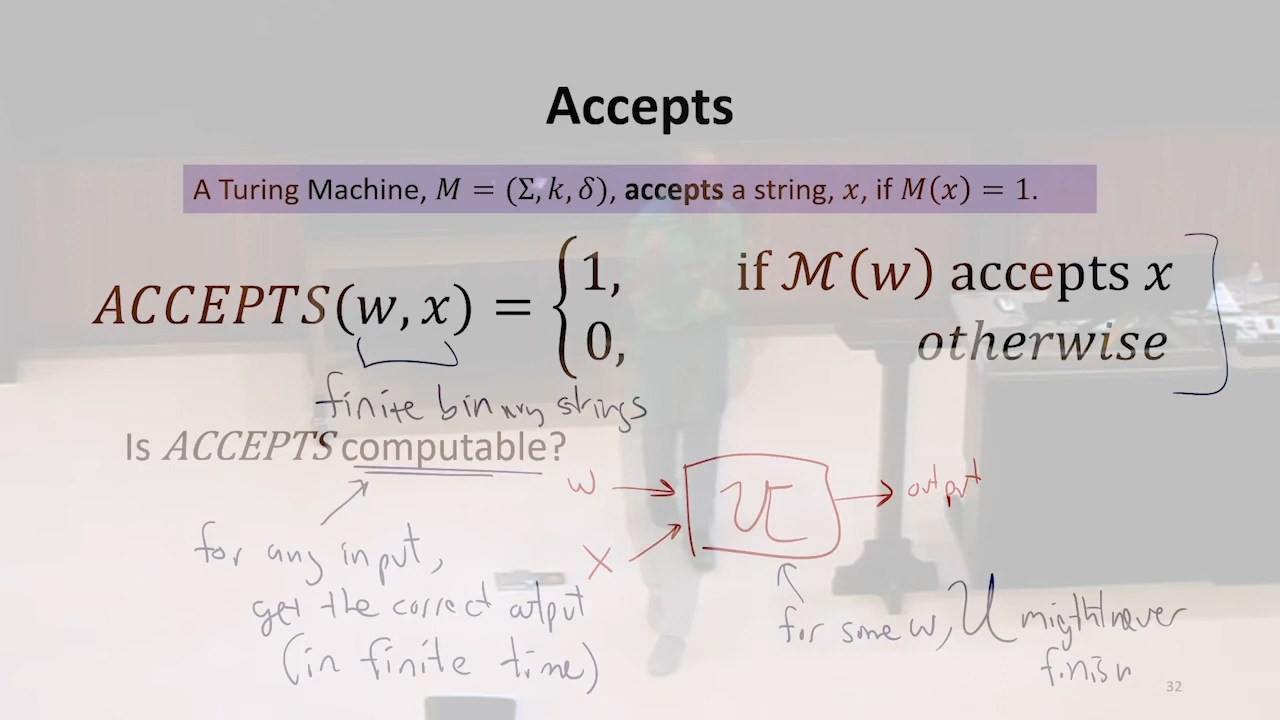 Accepts
A Turing Machine, M = (Σ, k, δ), accepts a string, x, if M(x) = 1.
ACCEPTS(w, x) = {1, if ℳ(w) accepts x
0, otherwise
finite binary strings
Is ACCEPTS computable?
w
U
output
x
for any input,
get the correct output
(in finite time)
for some w, U might never
finish
32